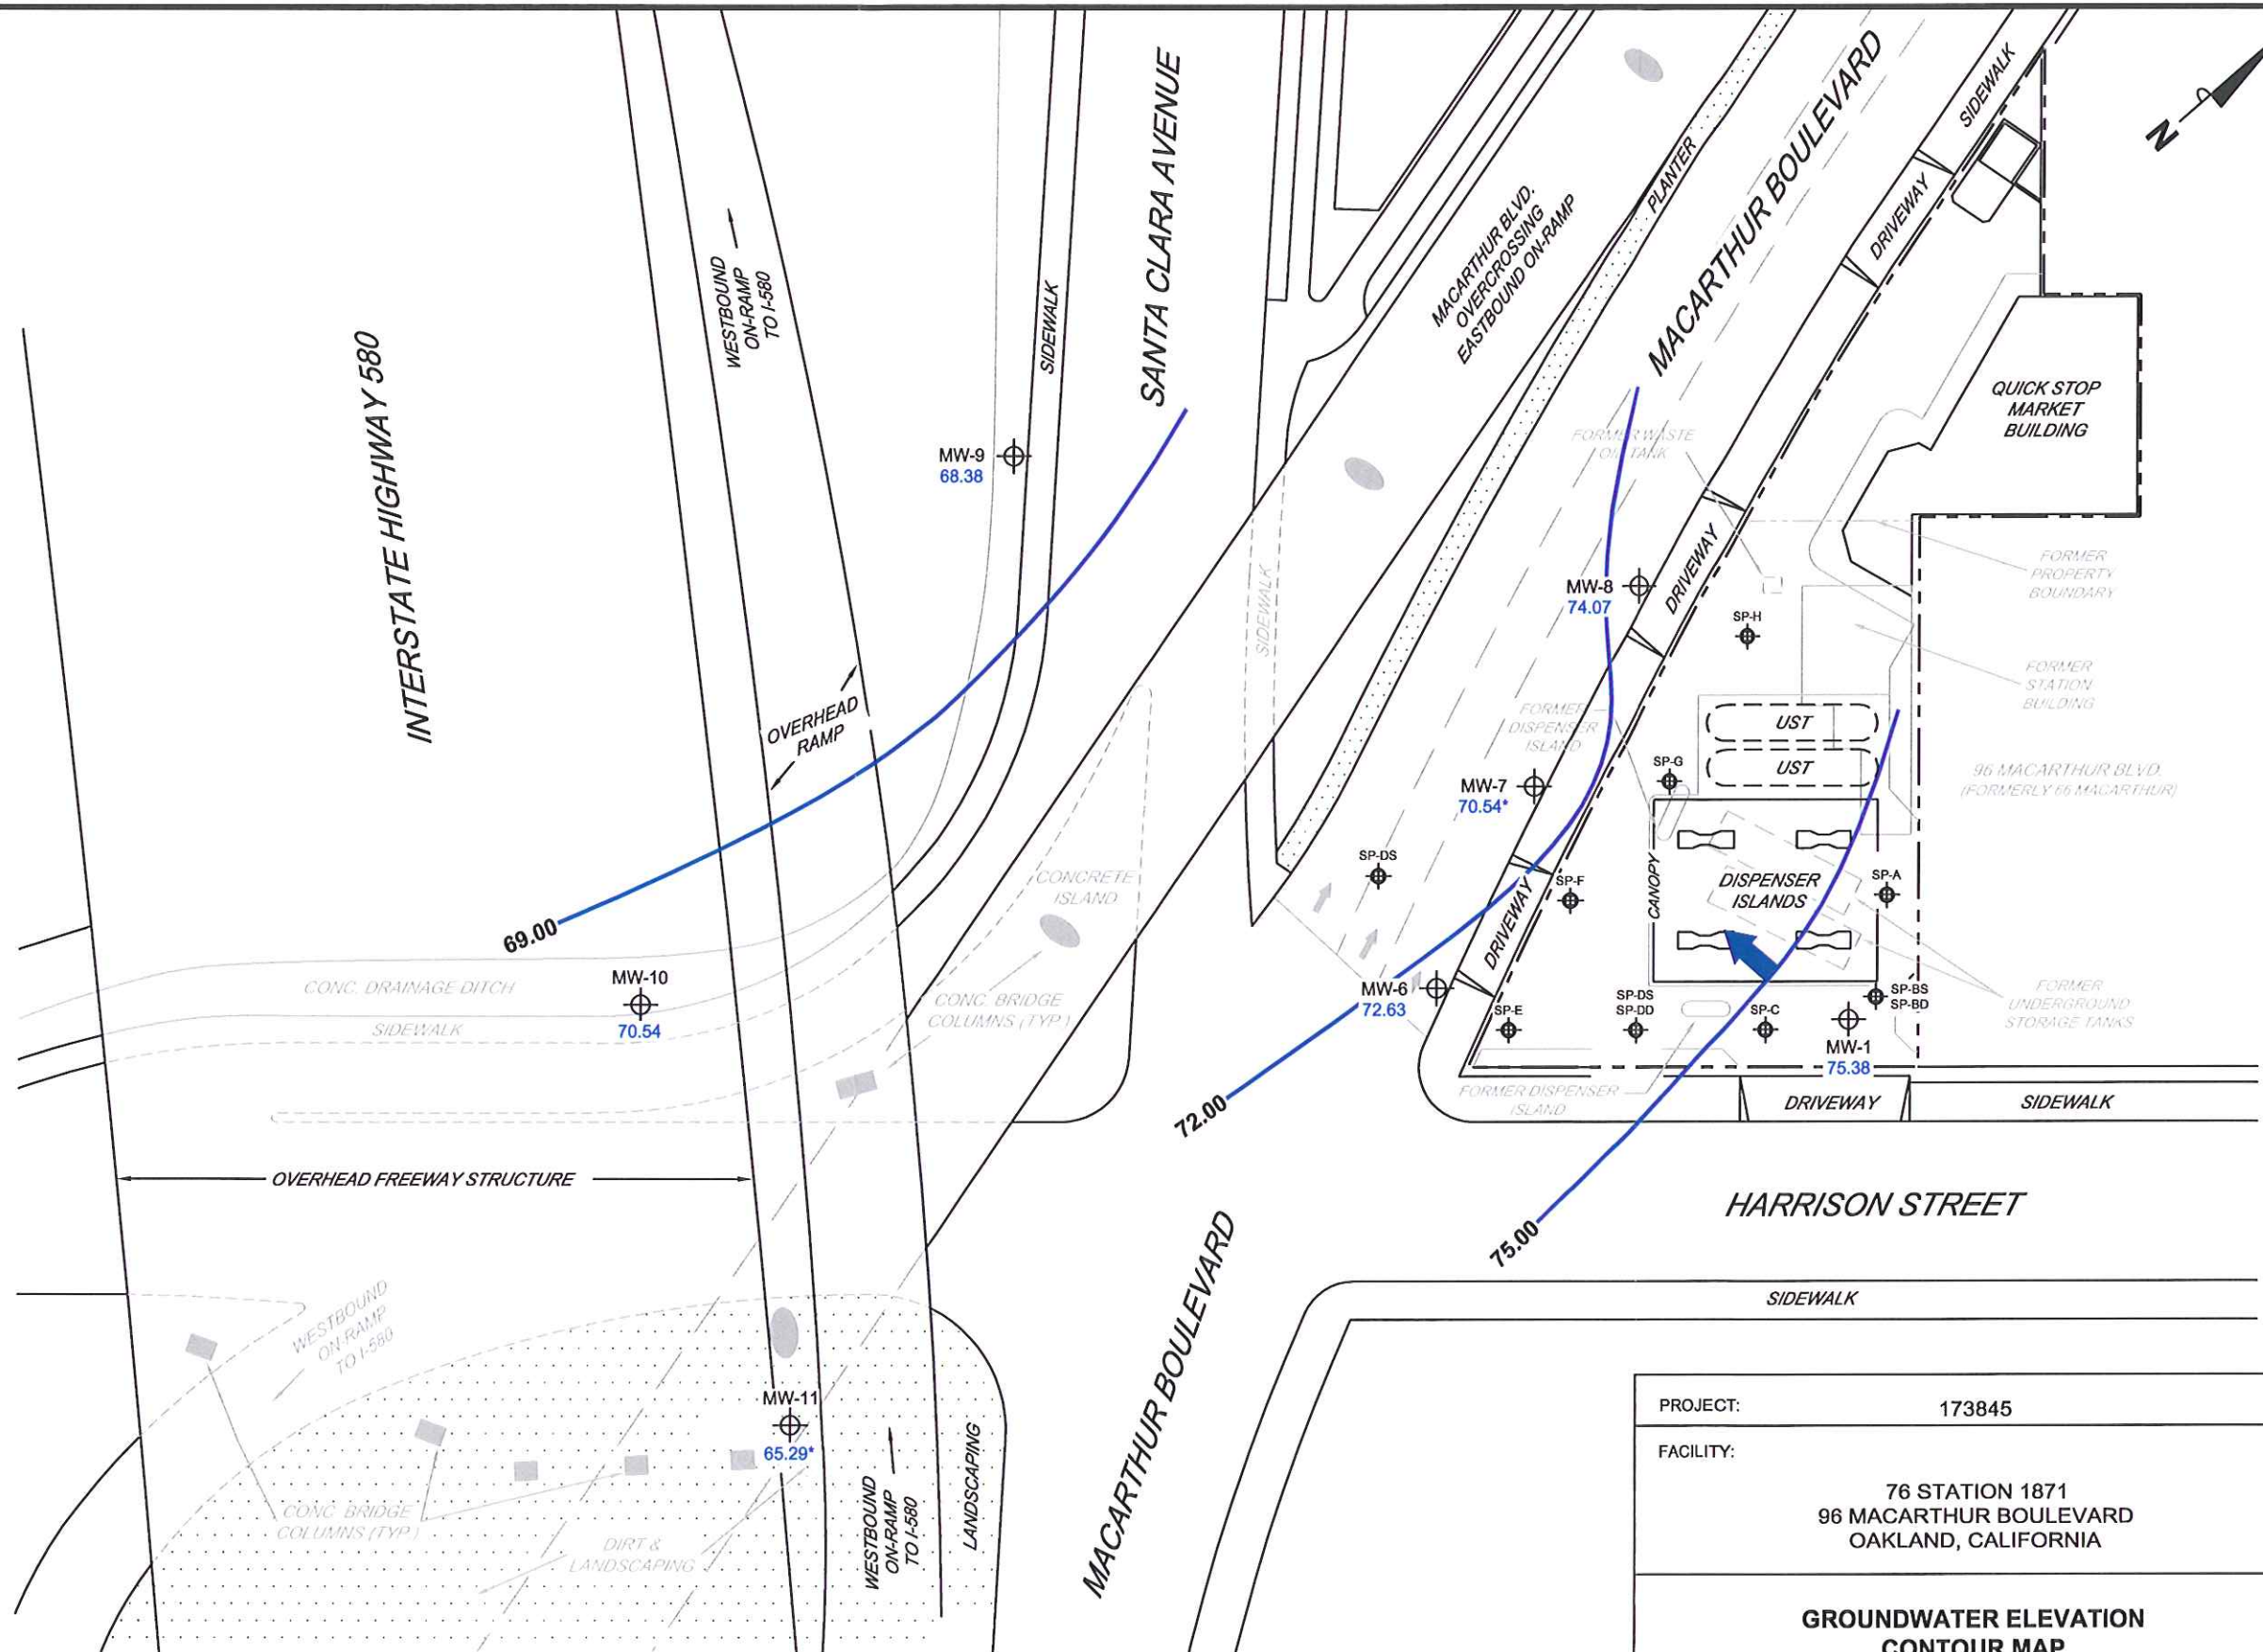 INTERSTATE HIGHWAY 580
WESTBOUND
ON-RAMP
TO I-580
SIDEWALK
SANTA CLARA AVENUE
MACARTHUR BLVD.
OVERCROSSING
EASTBOUND ON-RAMP
PLANTER
MACARTHUR BOULEVARD
SIDEWALK
DRIVEWAY
N
QUICK STOP
MARKET
BUILDING
MW-9
68.38
FORMER WASTE
OIL TANK
FORMER
PROPERTY
BOUNDARY
SIDEWALK
MW-8
74.07
DRIVEWAY
SP-H
FORMER
STATION
BUILDING
OVERHEAD
RAMP
FORMER
DISPENSER
ISLAND
UST
UST
SP-G
96 MACARTHUR BLVD.
(FORMERLY 66 MACARTHUR)
MW-7
70.54*
SP-DS
SP-F
CANOPY
DISPENSER
ISLANDS
SP-A
CONCRETE
ISLAND
69.00
DRIVEWAY
MW-10
70.54
CONC. DRAINAGE DITCH
SIDEWALK
CONC. BRIDGE
COLUMNS (TYP.)
MW-6
72.63
SP-E
SP-DS
SP-DD
SP-C
SP-BS
SP-BD
MW-1
75.38
FORMER
UNDERGROUND
STORAGE TANKS
72.00
FORMER DISPENSER
ISLAND
DRIVEWAY
SIDEWALK
OVERHEAD FREEWAY STRUCTURE
HARRISON STREET
75.00
SIDEWALK
WESTBOUND
ON-RAMP
TO I-580
MACARTHUR BOULEVARD
MW-11
65.29*
CONC. BRIDGE
COLUMNS (TYP.)
DIRT &
LANDSCAPING
WESTBOUND
ON-RAMP
TO I-580
LANDSCAPING
PROJECT: 173845
FACILITY:
76 STATION 1871
96 MACARTHUR BOULEVARD
OAKLAND, CALIFORNIA
GROUNDWATER ELEVATION
CONTOUR MAP